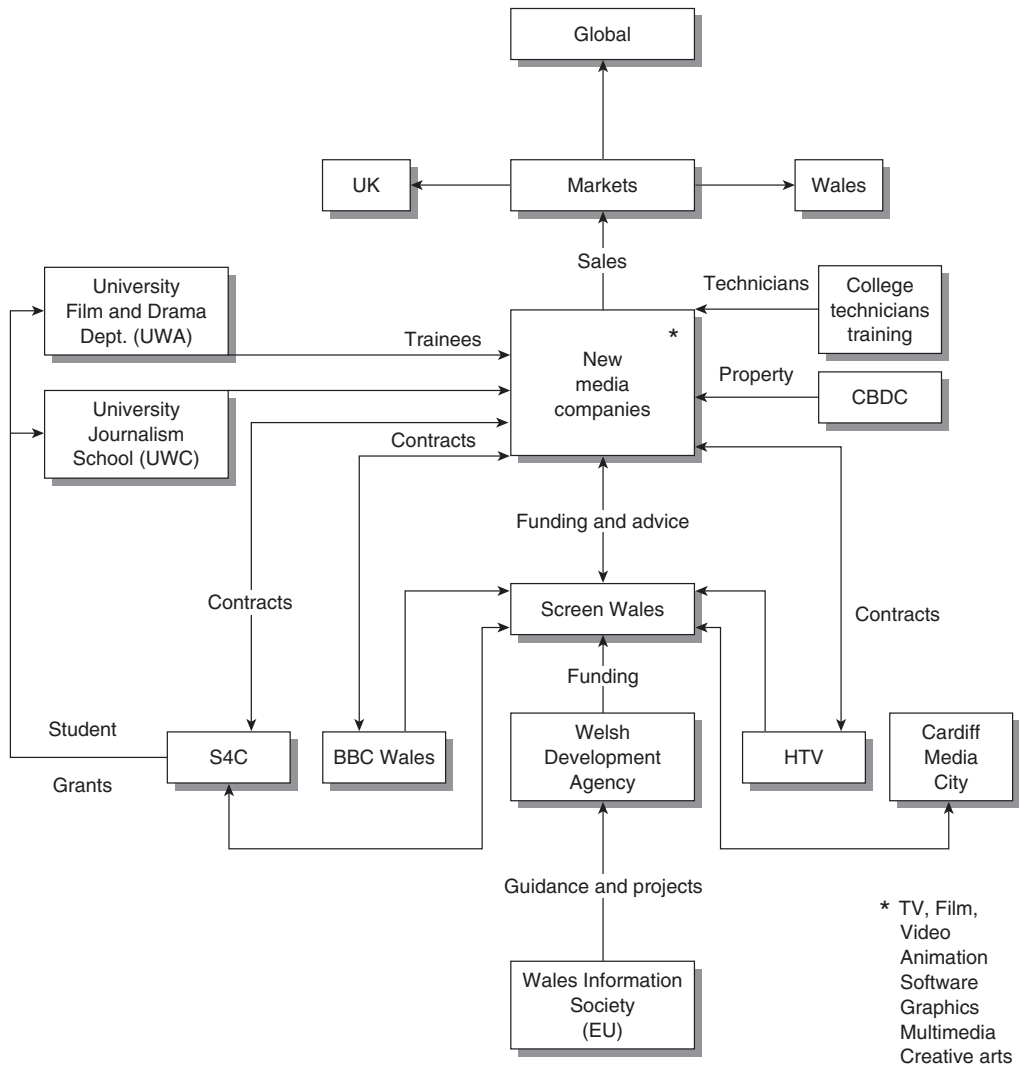 Global
UK
Markets
Wales
Sales
University
Film and Drama
Dept. (UWA)
Technicians
College
technicians
training
Trainees
*
New
media
companies
Property
CBDC
University
Journalism
School (UWC)
Contracts
Funding and advice
Contracts
Screen Wales
Contracts
Funding
Student
Grants
S4C
BBC Wales
Welsh
Development
Agency
HTV
Cardiff
Media
City
Guidance and projects
Wales Information
Society
(EU)
* TV, Film,
Video
Animation
Software
Graphics
Multimedia
Creative arts